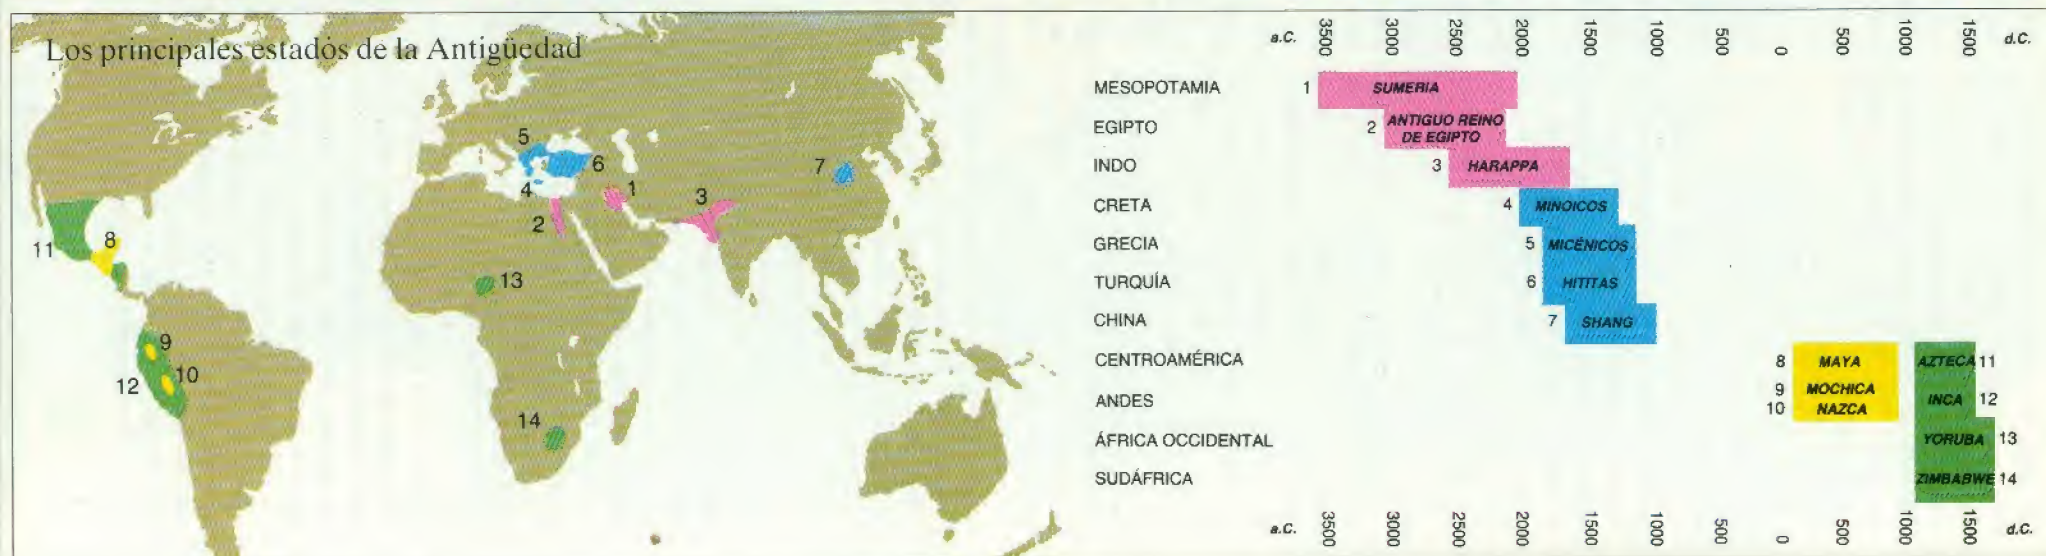 Los principales estados de la Antigüedad
5
6
7
4
1
3
2
11
8
13
9
10
12
14
a.C. 3500 3000 2500 2000 1500 1000 500 0 500 1000 1500 d.C.
MESOPOTAMIA 1 SUMERIA
EGIPTO 2 ANTIGUO REINO
DE EGIPTO
INDO 3 HARAPPA
CRETA 4 MINOICOS
GRECIA 5 MICÉNICOS
TURQUÍA 6 HITITAS
CHINA 7 SHANG
CENTROAMÉRICA 8 MAYA AZTECA 11
ANDES 9 MOCHICA INCA 12
10 NAZCA
ÁFRICA OCCIDENTAL YORUBA 13
SUDÁFRICA ZIMBABWE 14
a.C. 3500 3000 2500 2000 1500 1000 500 0 500 1000 1500 d.C.